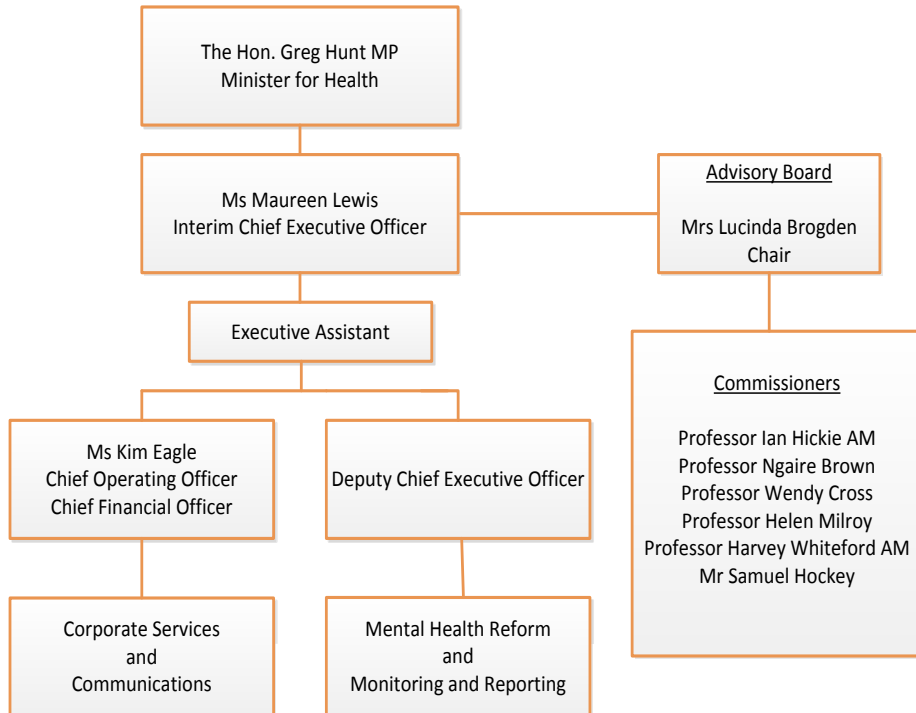 The Hon. Greg Hunt MP
Minister for Health
Ms Maureen Lewis
Interim Chief Executive Officer
Advisory Board
Mrs Lucinda Brogden
Chair
Executive Assistant
Commissioners
Professor Ian Hickie AM
Professor Ngaire Brown
Professor Wendy Cross
Professor Helen Milroy
Professor Harvey Whiteford AM
Mr Samuel Hockey
Ms Kim Eagle
Chief Operating Officer
Chief Financial Officer
Deputy Chief Executive Officer
Corporate Services
and
Communications
Mental Health Reform
and
Monitoring and Reporting